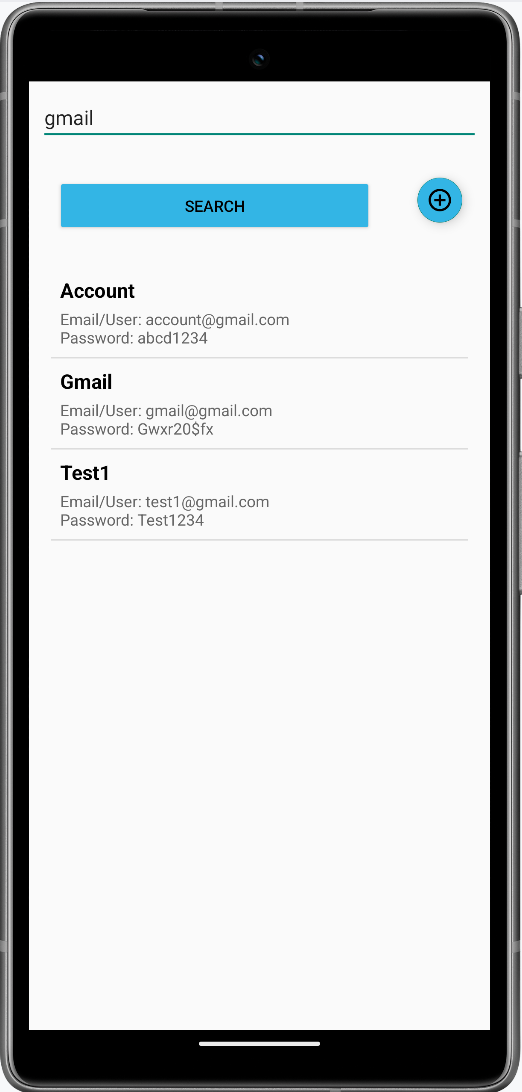 gmail
SEARCH
Account
Email/User: account@gmail.com
Password: abcd1234
Gmail
Email/User: gmail@gmail.com
Password: Gwxr20$fx
Test1
Email/User: test1@gmail.com
Password: Test1234